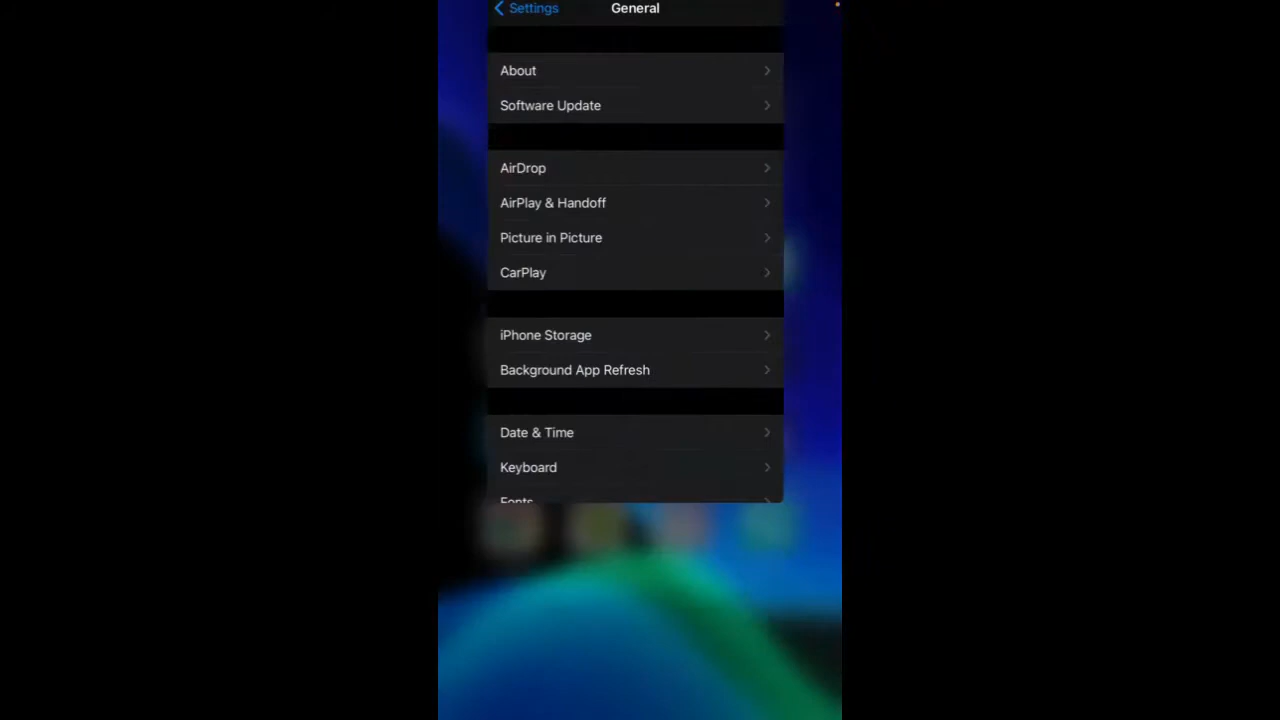 Settings
General
About
Software Update
AirDrop
AirPlay & Handoff
Picture in Picture
CarPlay
iPhone Storage
Background App Refresh
Date & Time
Keyboard
Fonts